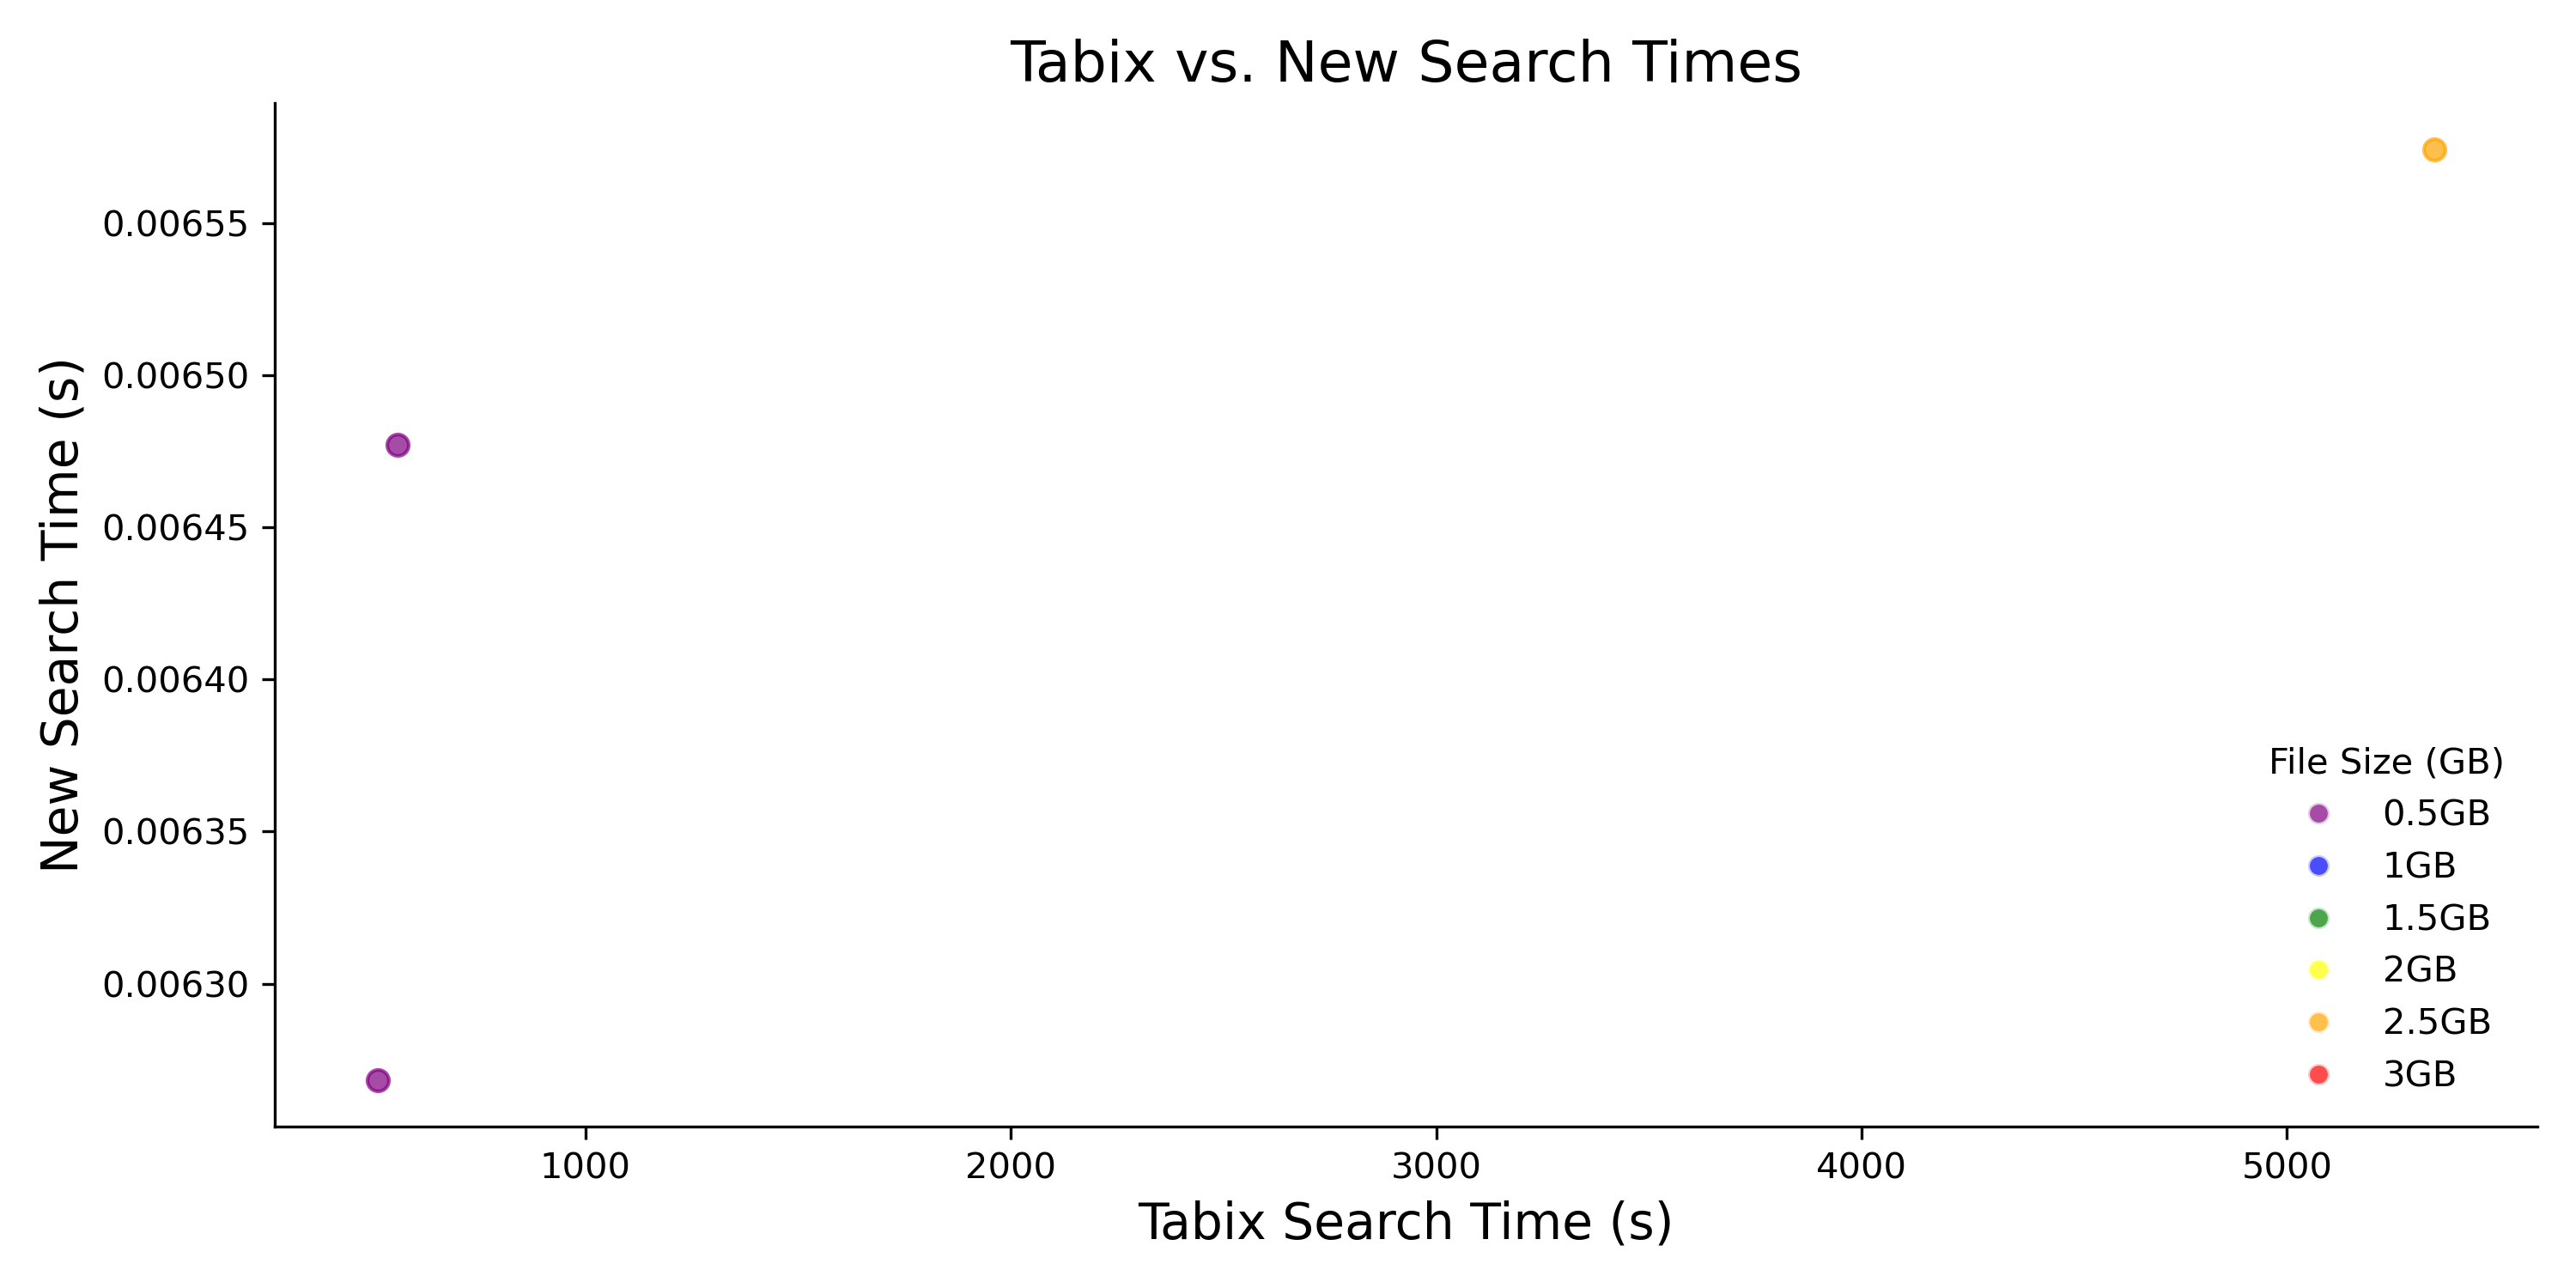 Tabix vs. New Search Times
New Search Time (s)
0.00655
0.00650
0.00645
0.00640
0.00635
0.00630
File Size (GB)
0.5GB
1GB
1.5GB
2GB
2.5GB
3GB
1000 2000 3000 4000 5000
Tabix Search Time (s)